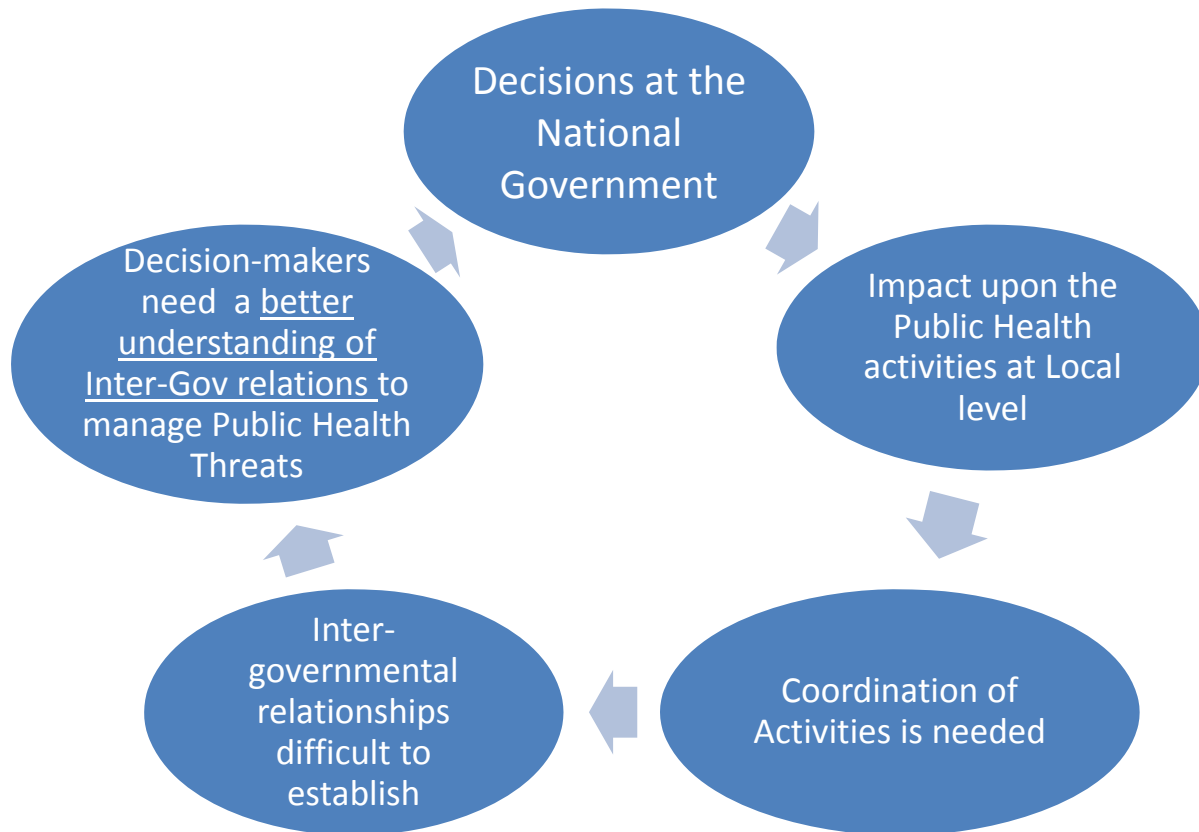 Decisions at the
National
Government
Impact upon the
Public Health
activities at Local
level
Coordination of
Activities is needed
Inter-
governmental
relationships
difficult to
establish
Decision-makers
need  a better
understanding of
Inter-Gov relations to
manage Public Health
Threats